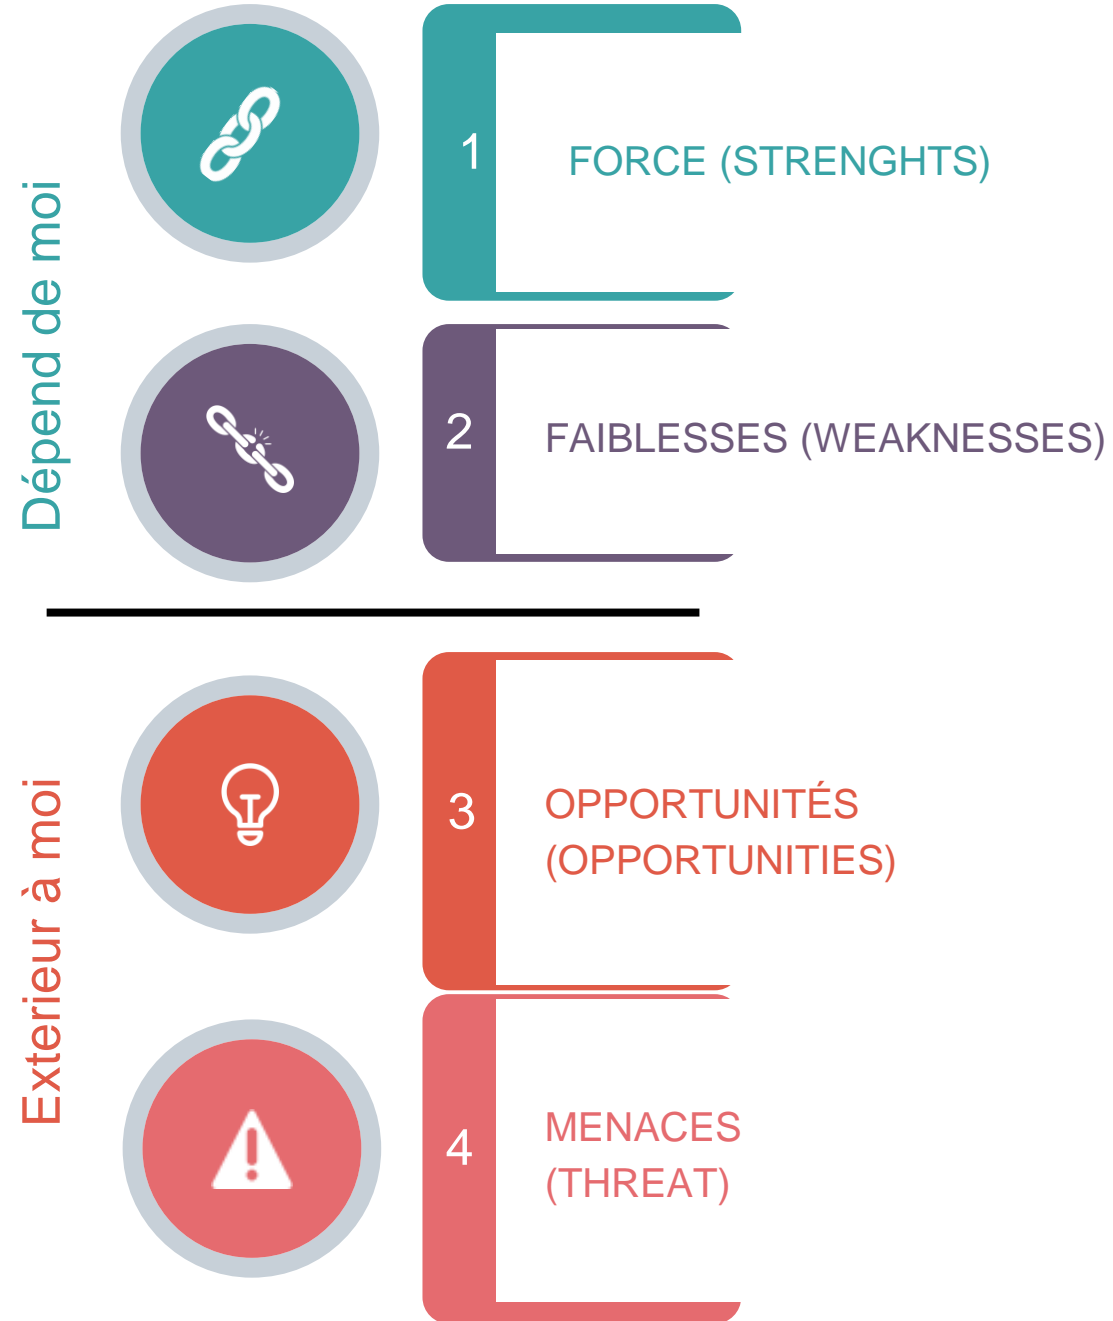 Dépend de moi
1
FORCE (STRENGHTS)
2
FAIBLESSES (WEAKNESSES)
Exterieur à moi
3
OPPORTUNITÉS
(OPPORTUNITIES)
4
MENACES
(THREAT)